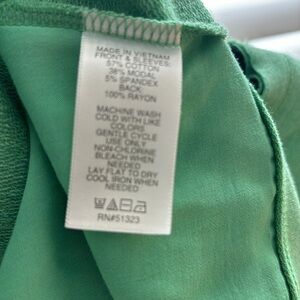 MADE IN VIETNAM
FRONT & SLEEVES:
57% COTTON
38% MODAL
5% SPANDEX
BACK:
100% RAYON
MACHINE WASH
COLD WITH LIKE
COLORS
GENTLE CYCLE
USE ONLY
NON-CHLORINE
BLEACH WHEN
NEEDED
LAY FLAT TO DRY
COOL IRON WHEN
NEEDED
RN#51323